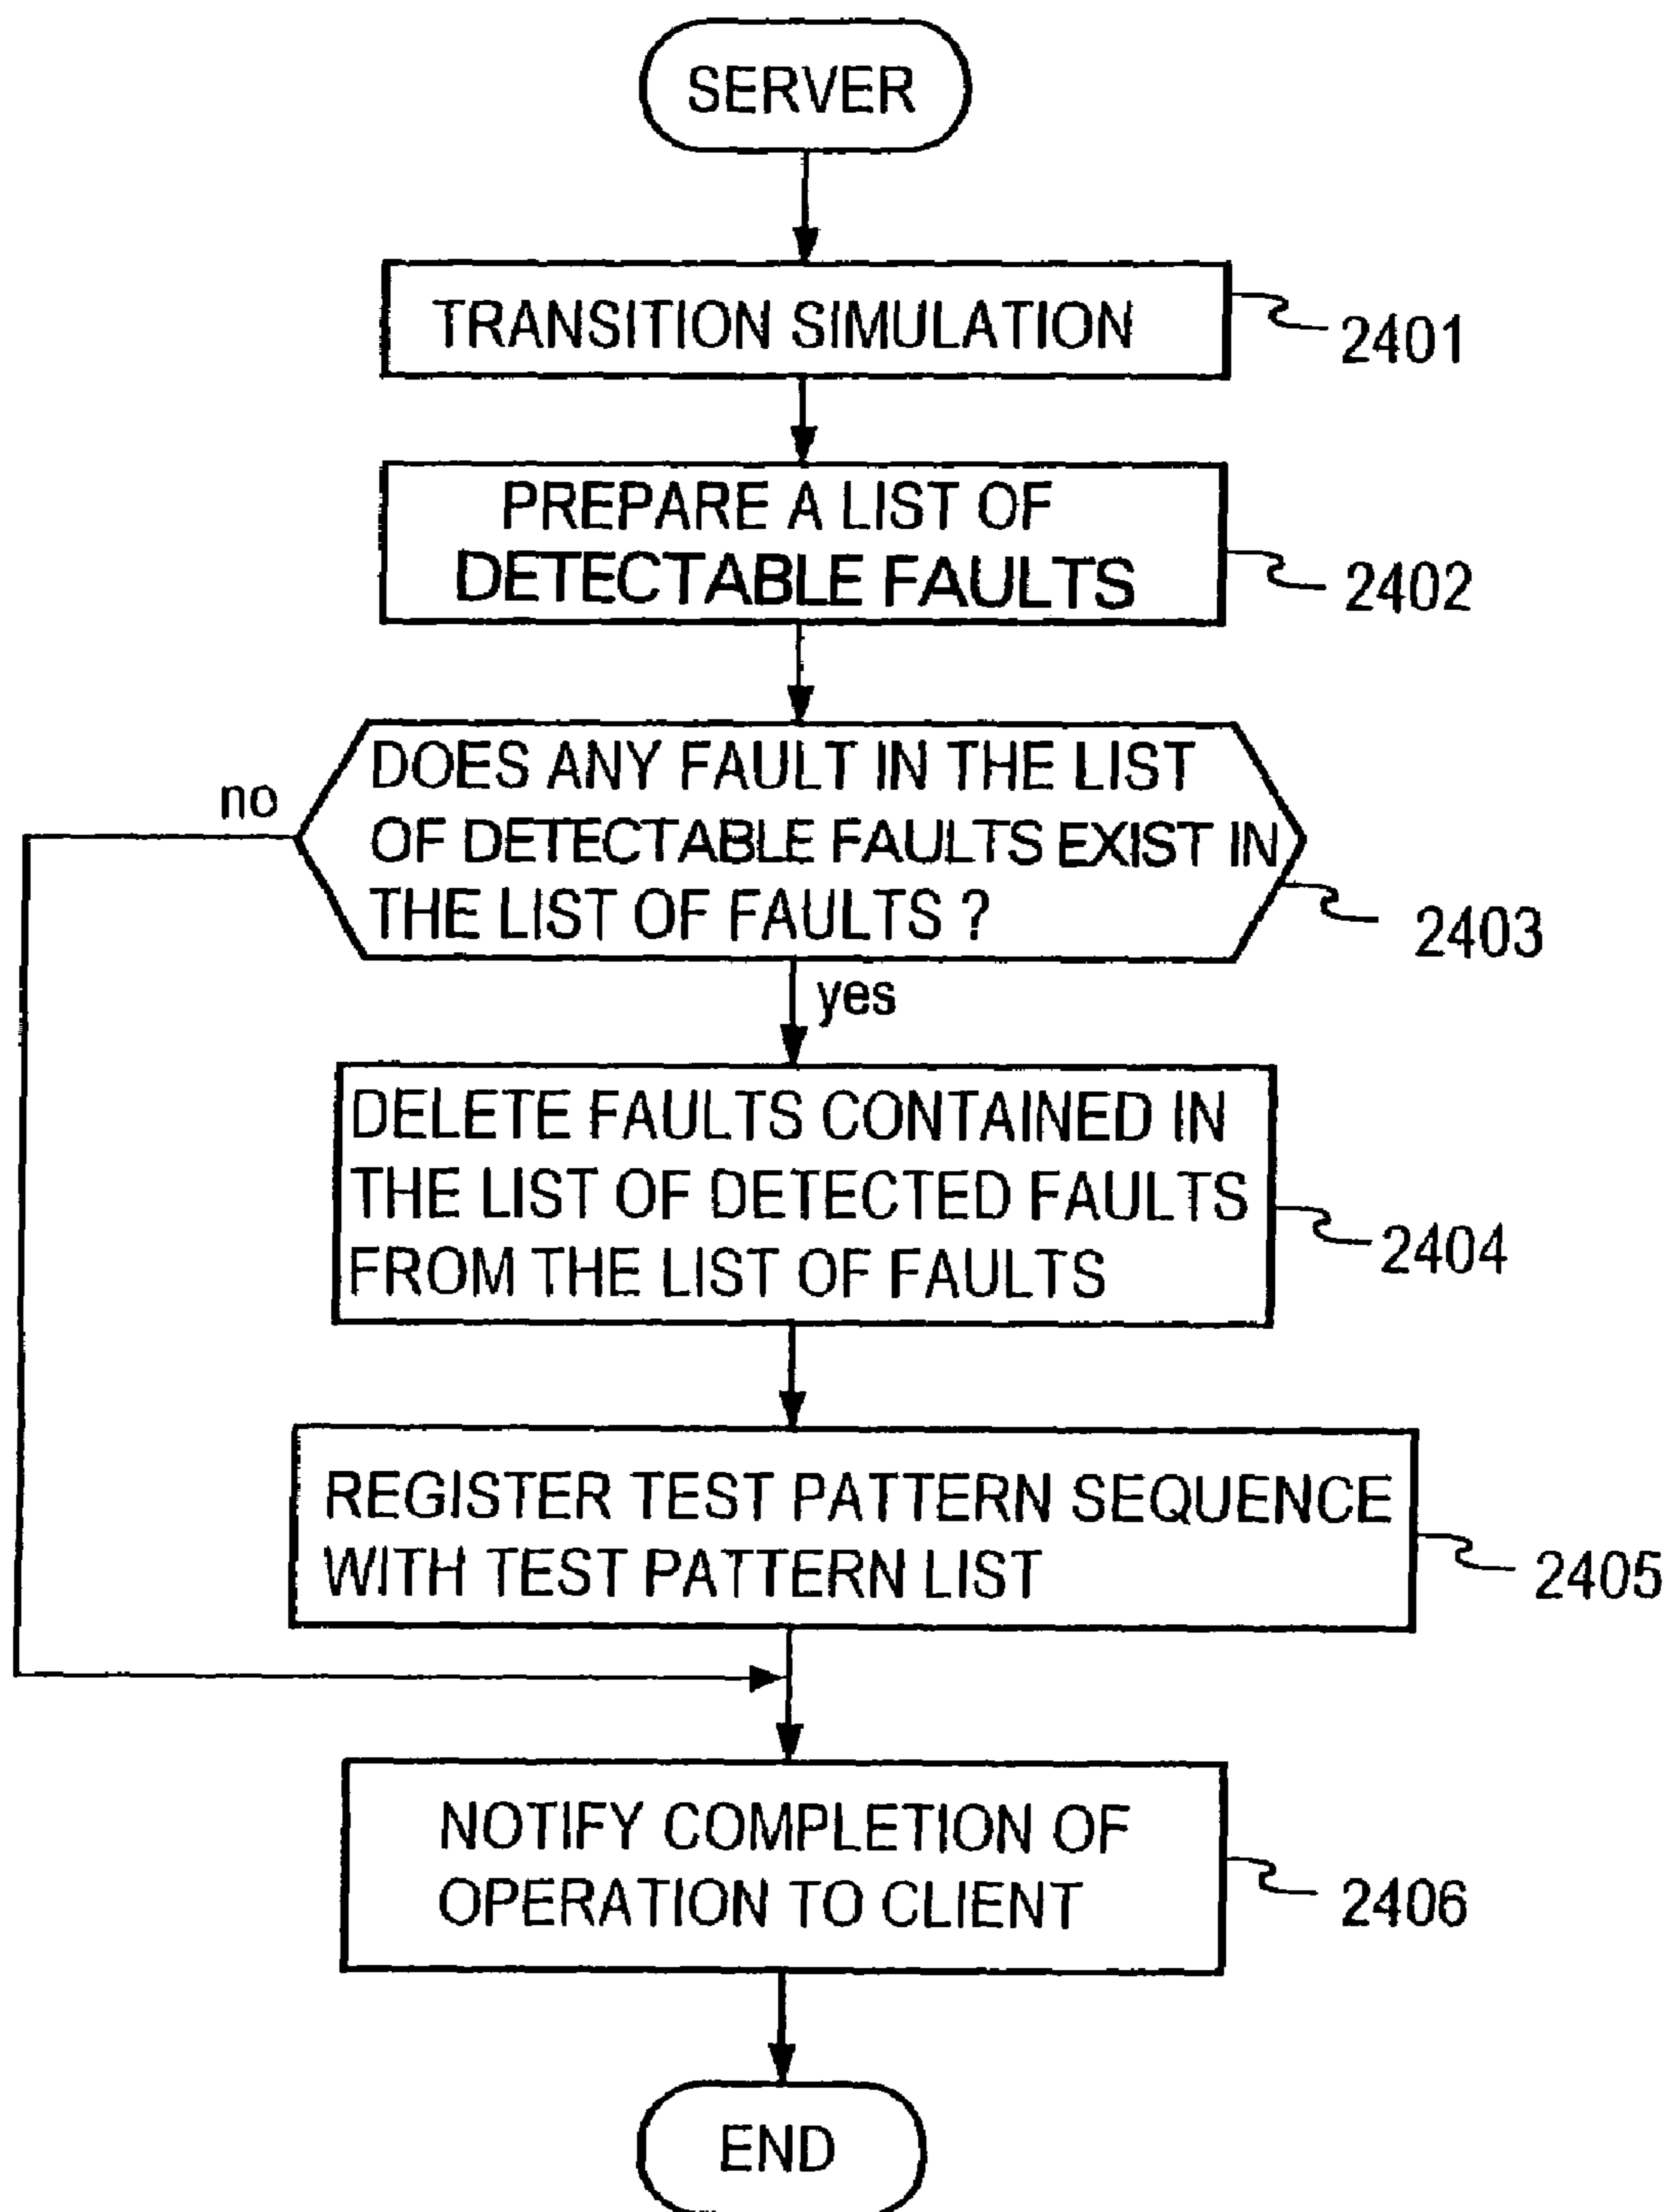 SERVER
TRANSITION SIMULATION
2401
PREPARE A LIST OF
DETECTABLE FAULTS
2402
DOES ANY FAULT IN THE LIST
OF DETECTABLE FAULTS EXIST IN
THE LIST OF FAULTS ?
no
2403
yes
DELETE FAULTS CONTAINED IN
THE LIST OF DETECTED FAULTS
FROM THE LIST OF FAULTS
2404
REGISTER TEST PATTERN SEQUENCE
WITH TEST PATTERN LIST
2405
NOTIFY COMPLETION OF
OPERATION TO CLIENT
2406
END